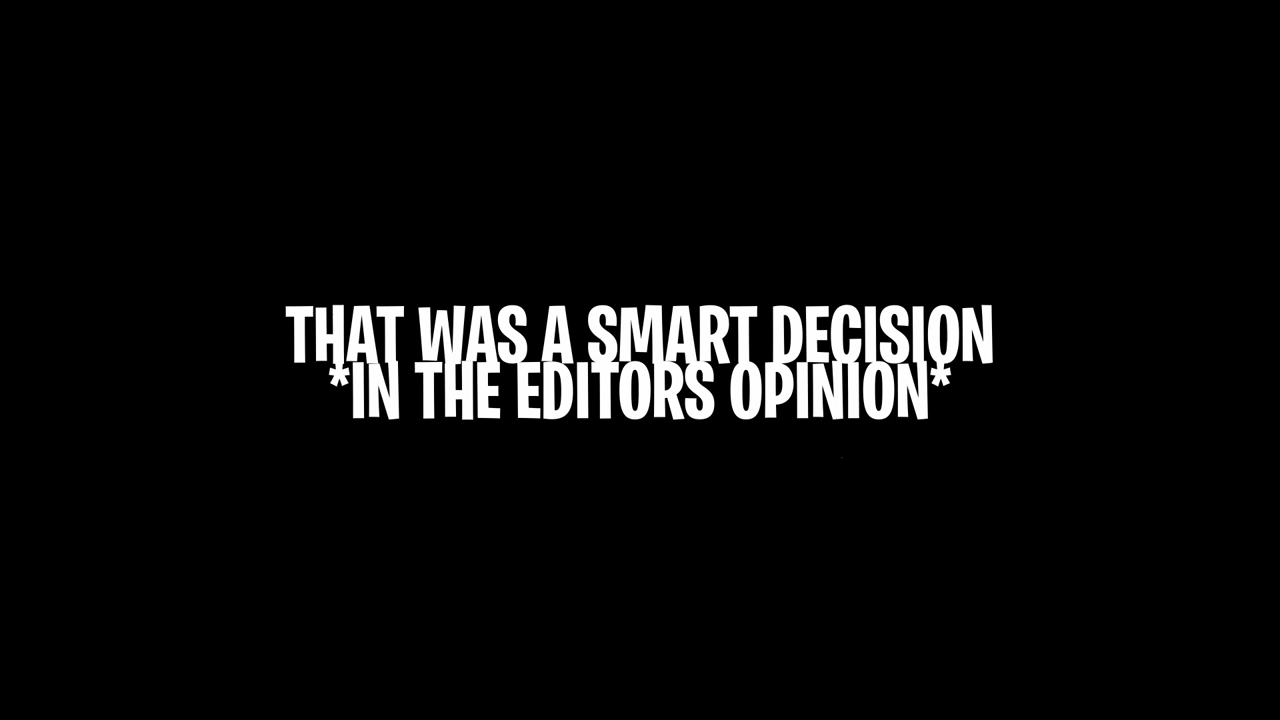 THAT WAS A SMART DECISION
*IN THE EDITORS OPINION*